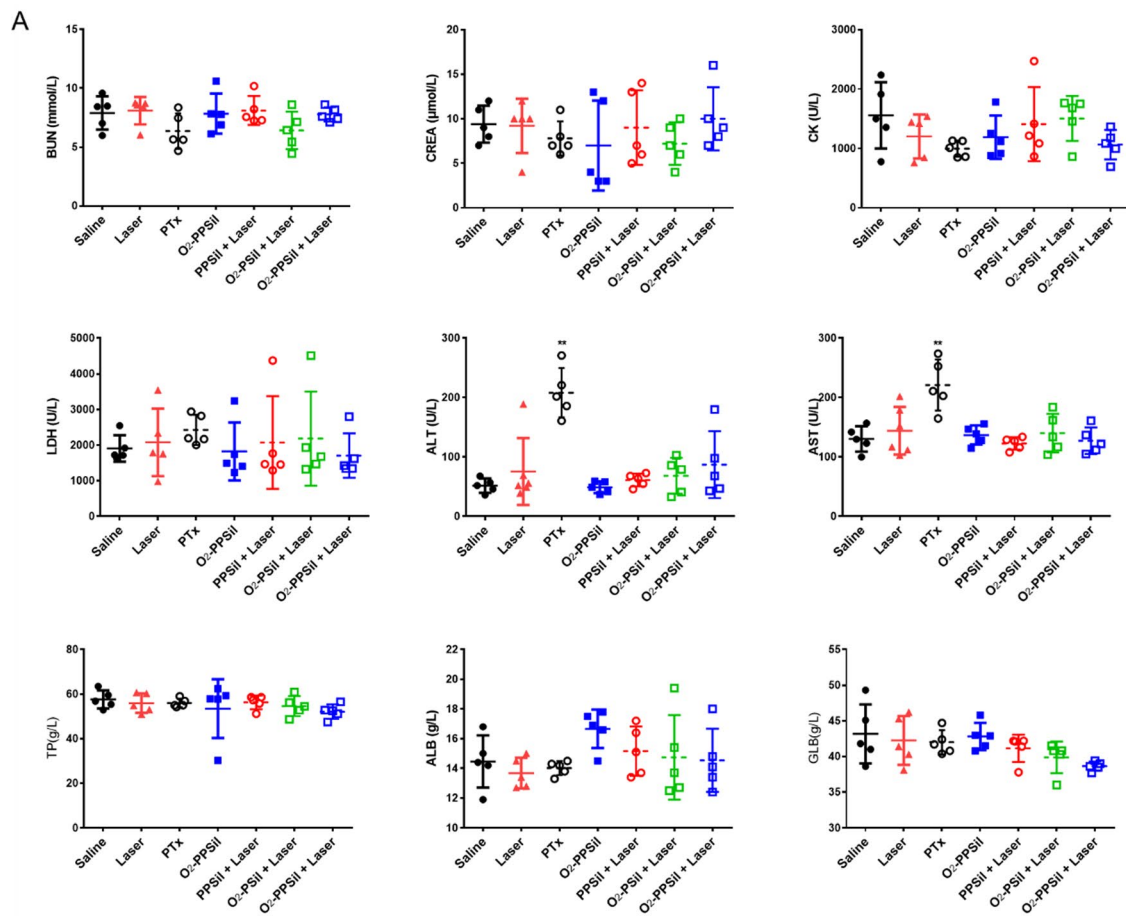 A
BUN (mmol/L)
15
10
5
0
Saline
Laser
PTx
O2-PPSil
PPSil + Laser
O2-PSil + Laser
O2-PPSil + Laser
CREA (μmol/L)
20
15
10
5
0
Saline
Laser
PTx
O2-PPSil
PPSil + Laser
O2-PSil + Laser
O2-PPSil + Laser
CK (U/L)
3000
2000
1000
0
Saline
Laser
PTx
O2-PPSil
PPSil + Laser
O2-PSil + Laser
O2-PPSil + Laser
LDH (U/L)
5000
4000
3000
2000
1000
0
Saline
Laser
PTx
O2-PPSil
PPSil + Laser
O2-PSil + Laser
O2-PPSil + Laser
ALT (U/L)
300
200
100
0
**
Saline
Laser
PTx
O2-PPSil
PPSil + Laser
O2-PSil + Laser
O2-PPSil + Laser
AST (U/L)
300
200
100
0
**
Saline
Laser
PTx
O2-PPSil
PPSil + Laser
O2-PSil + Laser
O2-PPSil + Laser
TP(g/L)
80
60
40
20
0
Saline
Laser
PTx
O2-PPSil
PPSil + Laser
O2-PSil + Laser
O2-PPSil + Laser
ALB (g/L)
20
18
16
14
12
10
Saline
Laser
PTx
O2-PPSil
PPSil + Laser
O2-PSil + Laser
O2-PPSil + Laser
GLB(g/L)
55
50
45
40
35
30
Saline
Laser
PTx
O2-PPSil
PPSil + Laser
O2-PSil + Laser
O2-PPSil + Laser